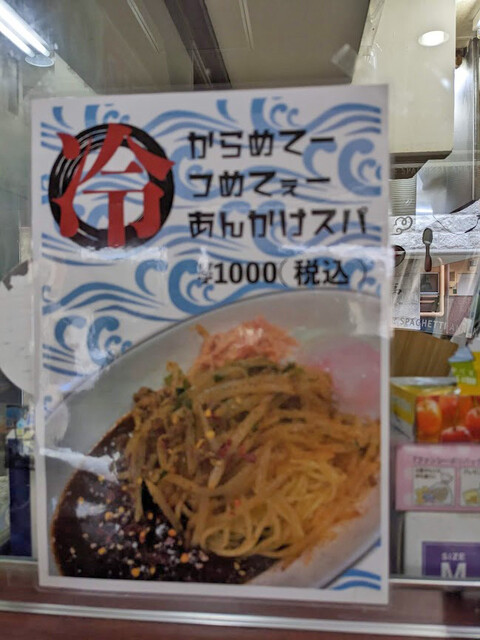 冷
からめてー
つめてぇー
あんかけスパ
¥1000(税込)
SPAGHETTI
SIZE
M